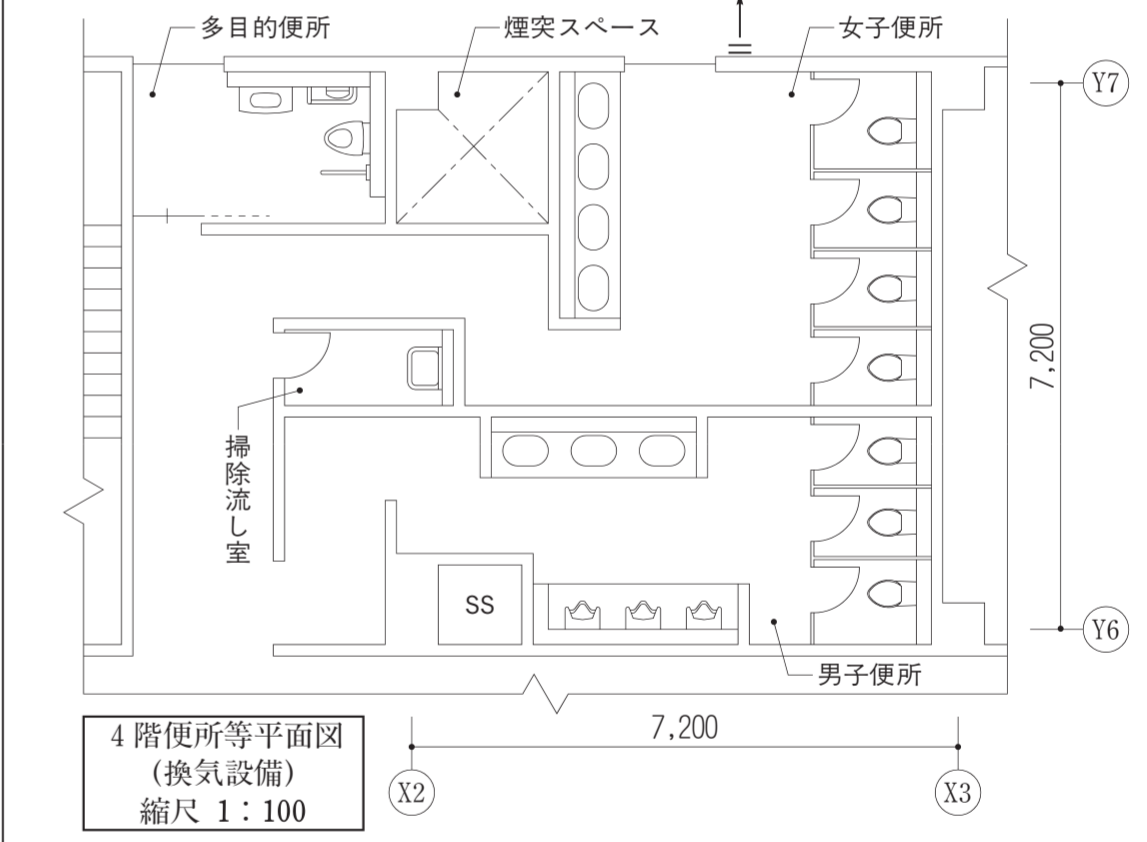 多目的便所
煙突スペース
女子便所
Y7
掃除流し室
7,200
SS
Y6
男子便所
4階便所等平面図
(換気設備)
縮尺 1：100
7,200
X2
X3